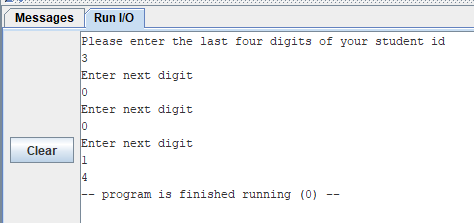 Messages Run I/O
Please enter the last four digits of your student id
3
Enter next digit
0
Enter next digit
0
Enter next digit
Clear
1
4
-- program is finished running (0) --